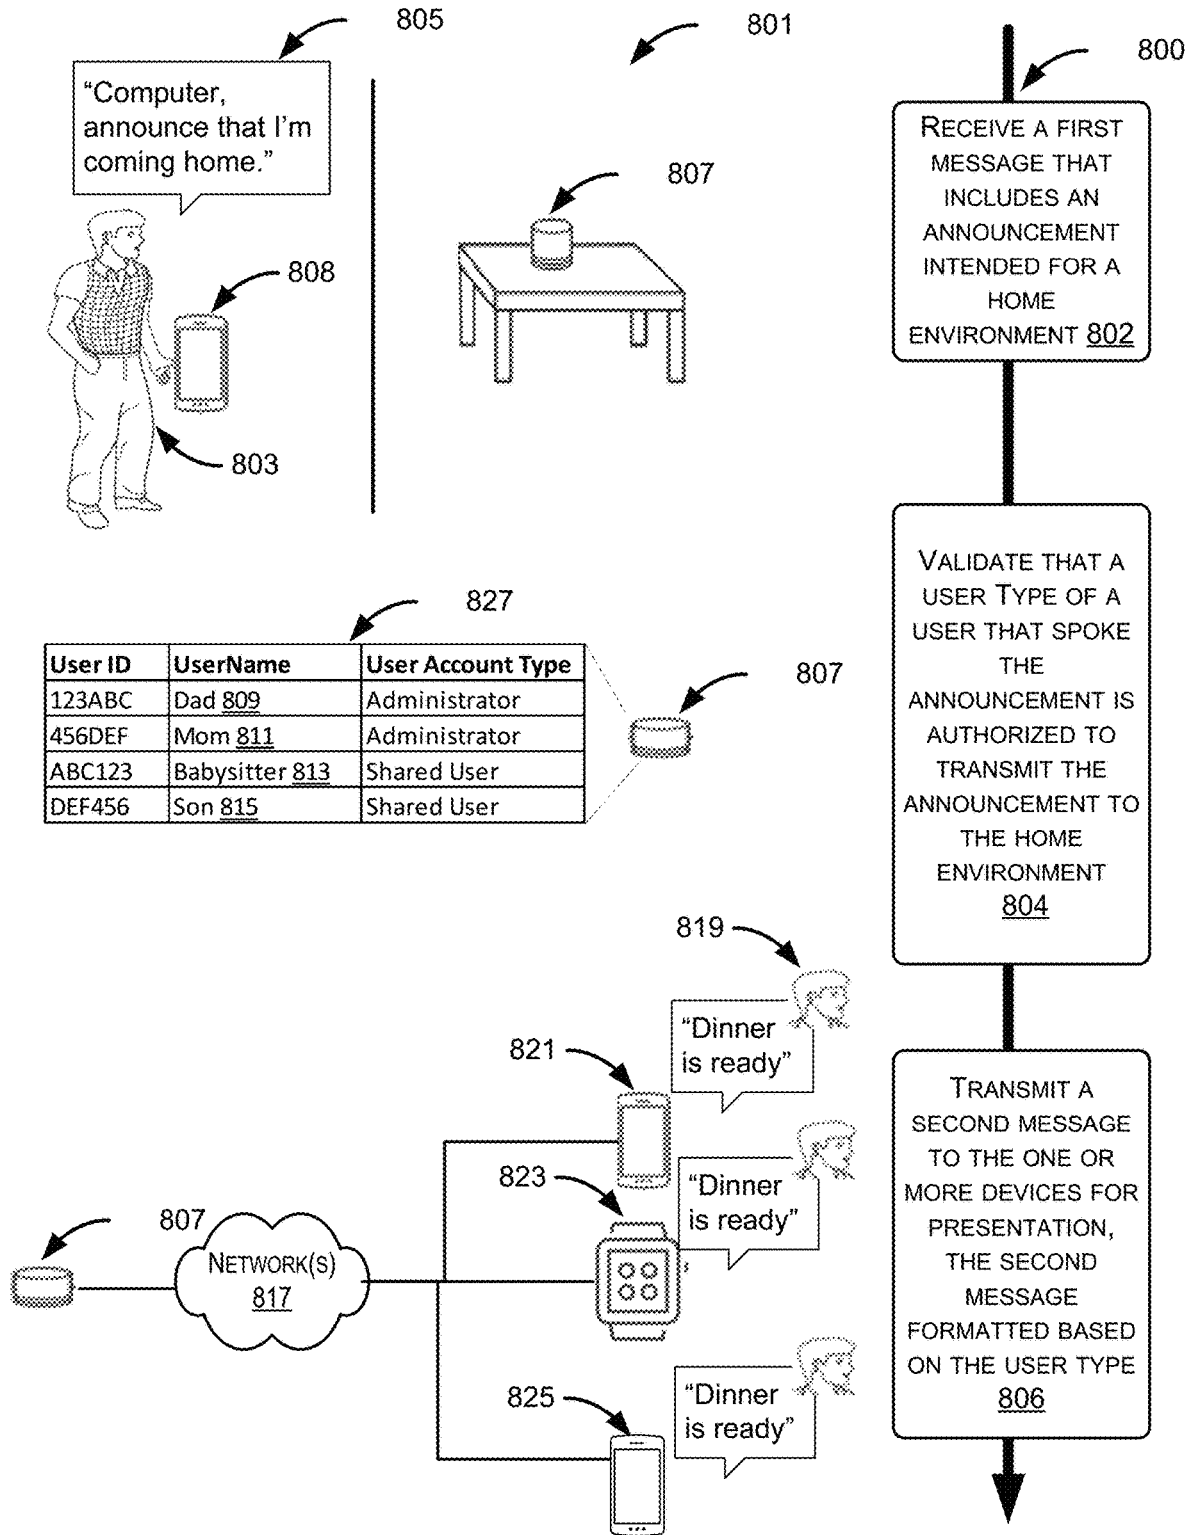 805
801
800
“Computer,
announce that I’m
coming home.”
807
808
803
RECEIVE A FIRST
MESSAGE THAT
INCLUDES AN
ANNOUNCEMENT
INTENDED FOR A
HOME
ENVIRONMENT 802
827
User ID UserName User Account Type
123ABC Dad 809 Administrator
456DEF Mom 811 Administrator
ABC123 Babysitter 813 Shared User
DEF456 Son 815 Shared User
807
VALIDATE THAT A
USER TYPE OF A
USER THAT SPOKE
THE
ANNOUNCEMENT IS
AUTHORIZED TO
TRANSMIT THE
ANNOUNCEMENT TO
THE HOME
ENVIRONMENT
804
819
“Dinner
is ready”
821
“Dinner
is ready”
823
807
NETWORK(S)
817
“Dinner
is ready”
825
TRANSMIT A
SECOND MESSAGE
TO THE ONE OR
MORE DEVICES FOR
PRESENTATION,
THE SECOND
MESSAGE
FORMATTED BASED
ON THE USER TYPE
806